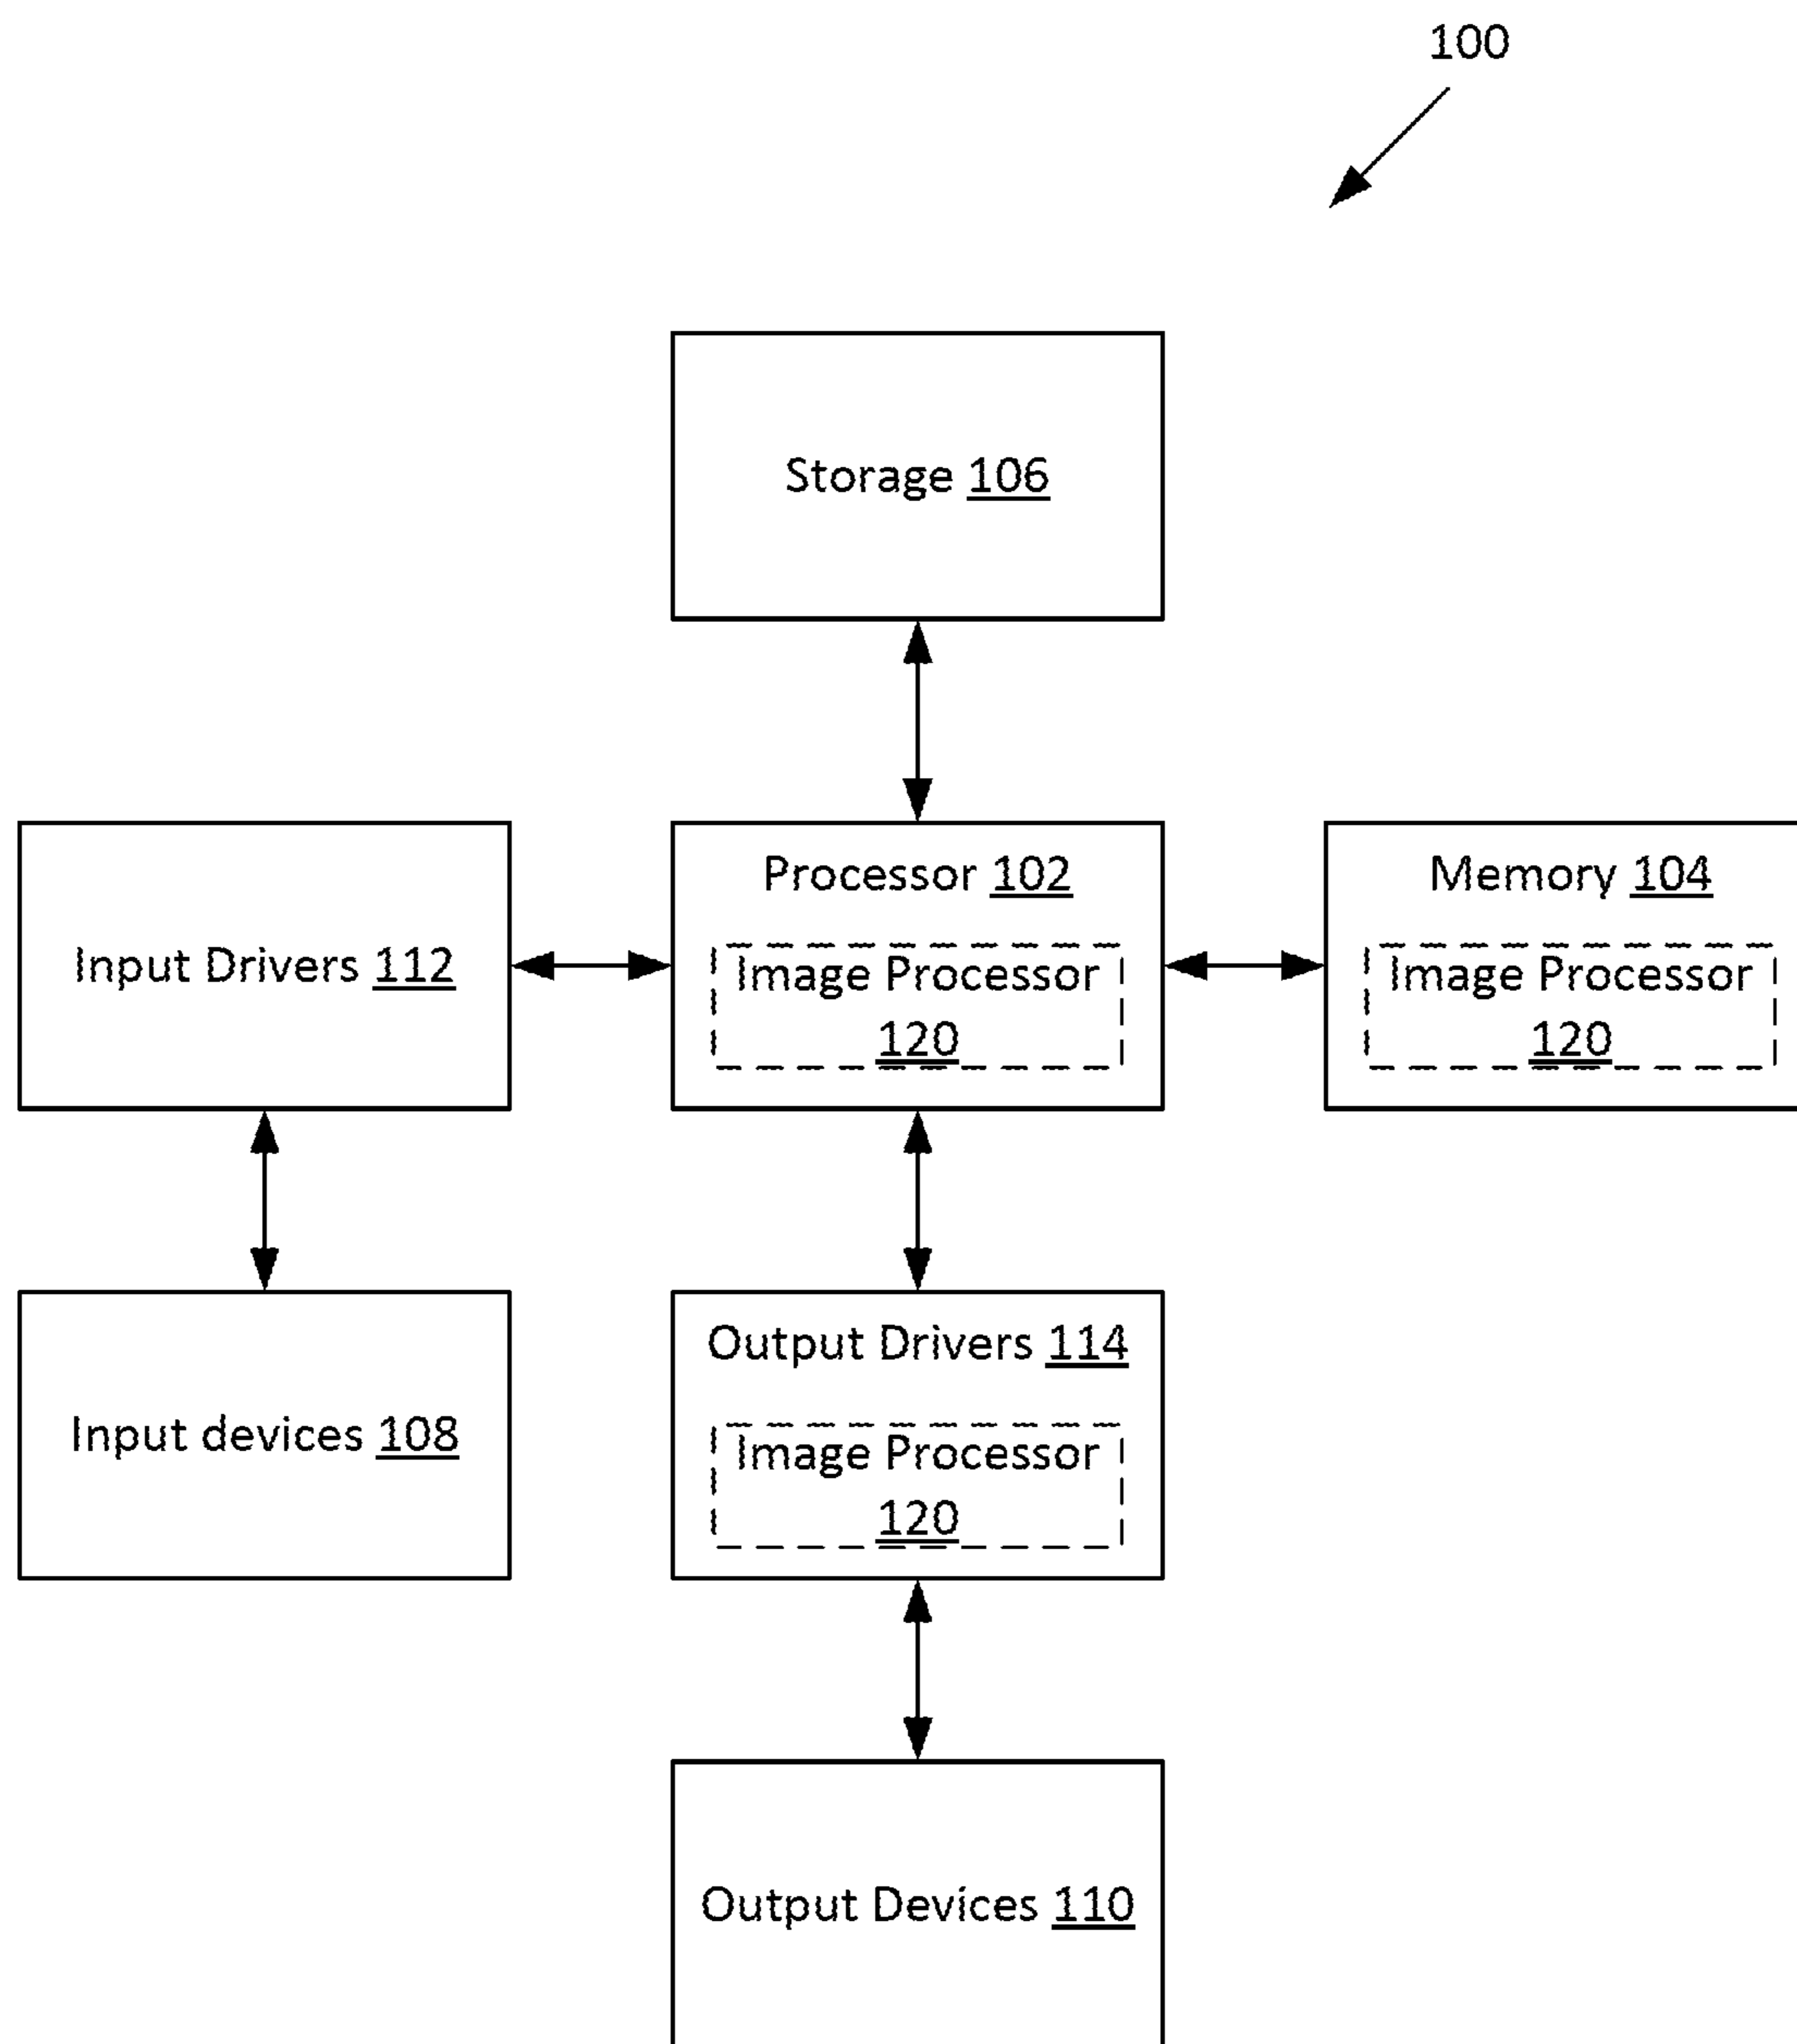 100
Storage 106
Input Drivers 112
Processor 102
Image Processor
120
Memory 104
Image Processor
120
Input devices 108
Output Drivers 114
Image Processor
120
Output Devices 110